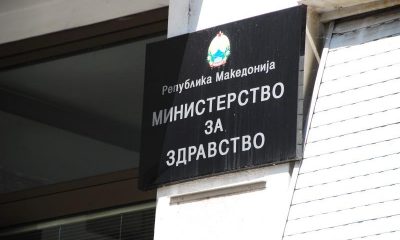 Република Македонија
МИНИСТЕРСТВО
ЗА
ЗДРАВСТВО